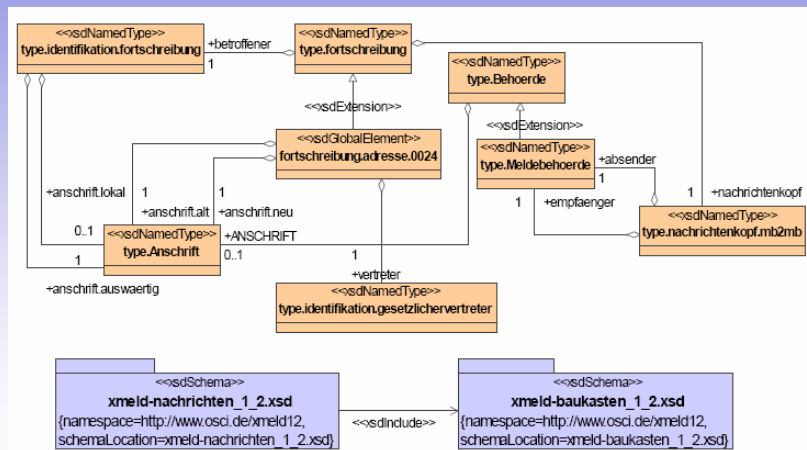 <<xsdNamedType>>
type.identifikation.fortschreibung
+betroffener
1
<<xsdNamedType>>
type.fortschreibung
<<xsdNamedType>>
type.Behoerde
<<xsdExtension>>
<<xsdExtension>>
<<xsdGlobalElement>>
fortschreibung.adresse.0024
<<xsdNamedType>>
type.Meldebehoerde
+absender
1
+anschrift.lokal
1
1
1
+empfaenger
1
+nachrichtenkopf
+anschrift.alt
+anschrift.neu
0..1
<<xsdNamedType>>
type.Anschrift
+ANSCHRIFT
0..1
<<xsdNamedType>>
type.nachrichtenkopf.mb2mb
1
1
+vertreter
+anschrift.auswaertig
<<xsdNamedType>>
type.identifikation.gesetzlichervertreter
<<xsdSchema>>
xmeld-nachrichten_1_2.xsd
{namespace=http://www.osci.de/xmeld12,
schemaLocation=xmeld-nachrichten_1_2.xsd}
<<xsdInclude>>
<<xsdSchema>>
xmeld-baukasten_1_2.xsd
{namespace=http://www.osci.de/xmeld12,
schemaLocation=xmeld-baukasten_1_2.xsd}